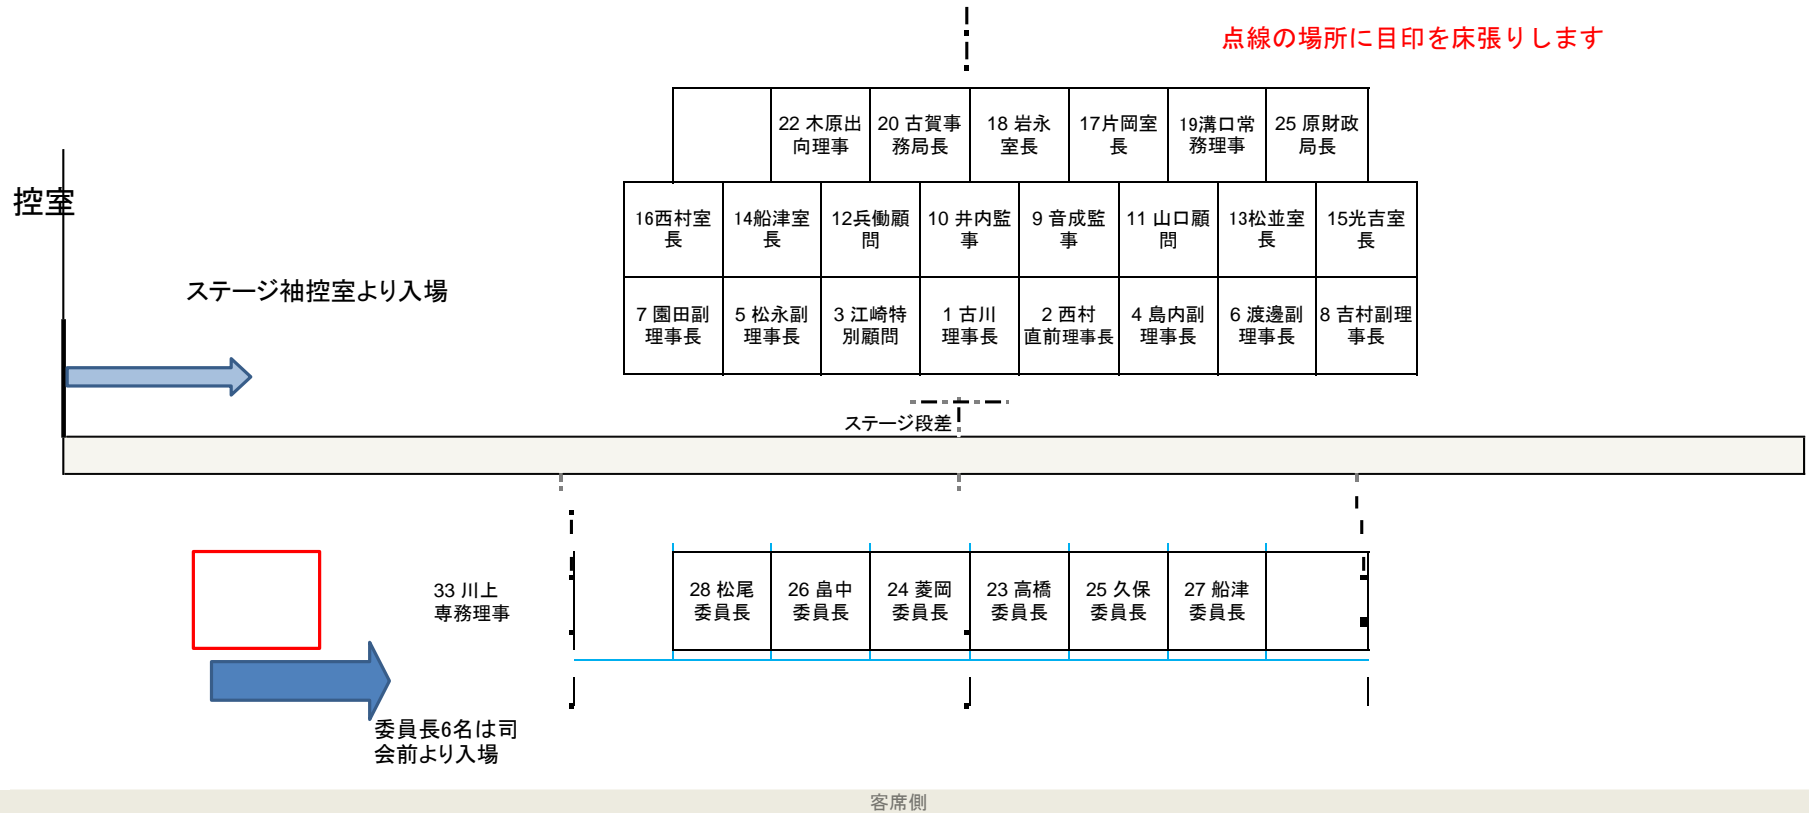 点線の場所に目印を床張りします
22 木原出
向理事
20 古賀事
務局長
18 岩永
室長
17片岡室
長
19溝口常
務理事
25 原財政
局長
控室
16西村室
長
14船津室
長
12兵働顧
問
10 井内監
事
9 音成監
事
11 山口顧
問
13松並室
長
15光吉室
長
ステージ袖控室より入場
7 園田副
理事長
5 松永副
理事長
3 江崎特
別顧問
1 古川
理事長
2 西村
直前理事長
4 島内副
理事長
6 渡邊副
理事長
8 吉村副理
事長
ステージ段差
33 川上
専務理事
28 松尾
委員長
26 畠中
委員長
24 菱岡
委員長
23 高橋
委員長
25 久保
委員長
27 船津
委員長
委員長6名は司
会前より入場
客席側